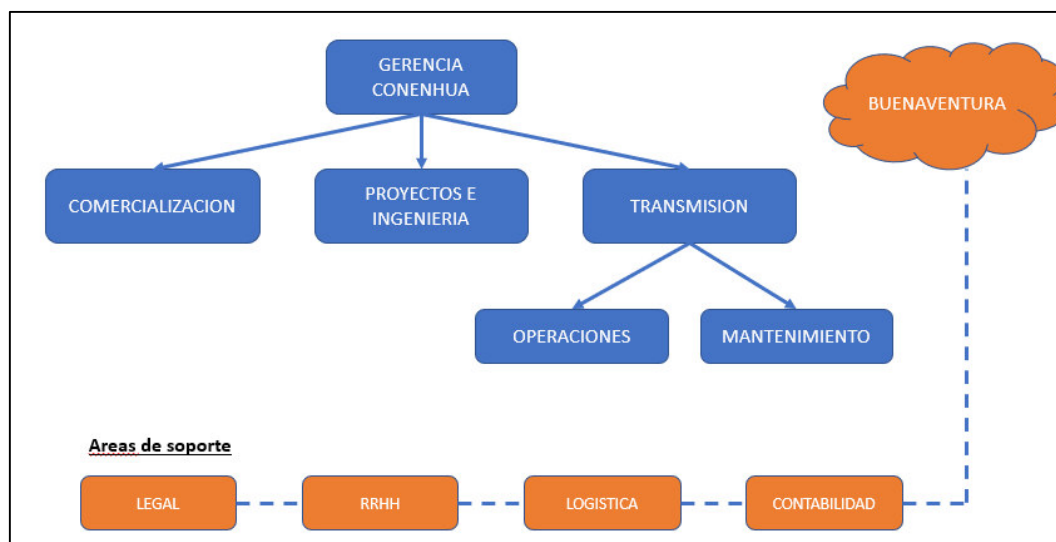 GERENCIA
CONENHUA
BUENAVENTURA
COMERCIALIZACION
PROYECTOS E
INGENIERIA
TRANSMISION
OPERACIONES
MANTENIMIENTO
Areas de soporte
LEGAL
RRHH
LOGISTICA
CONTABILIDAD